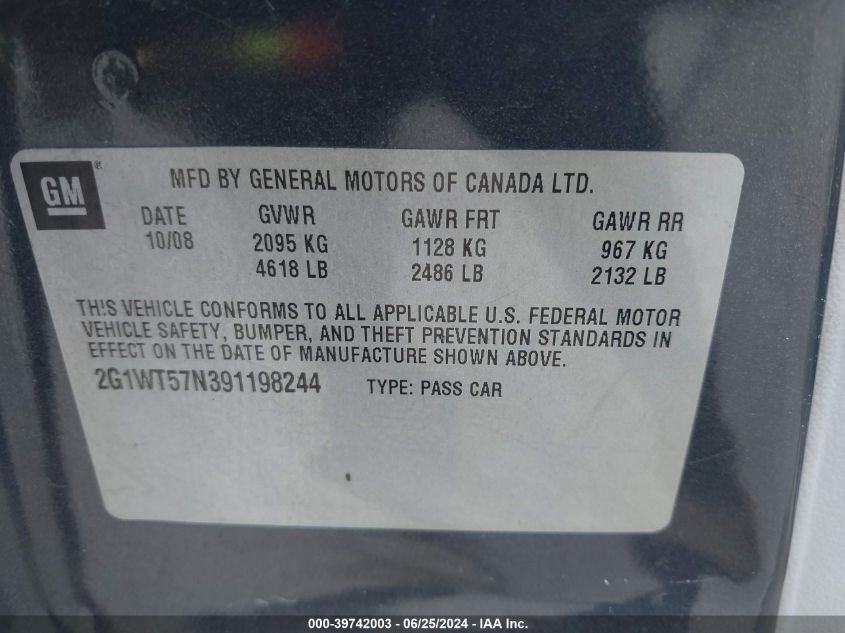 GM®
MFD BY GENERAL MOTORS OF CANADA LTD.
DATE GVWR GAWR FRT GAWR RR
10/08 2095 KG 1128 KG 967 KG
4618 LB 2486 LB 2132 LB
THIS VEHICLE CONFORMS TO ALL APPLICABLE U.S. FEDERAL MOTOR
VEHICLE SAFETY, BUMPER, AND THEFT PREVENTION STANDARDS IN
EFFECT ON THE DATE OF MANUFACTURE SHOWN ABOVE.
2G1WT57N391198244 TYPE: PASS CAR
000-39742003 - 06/25/2024 - IAA Inc.